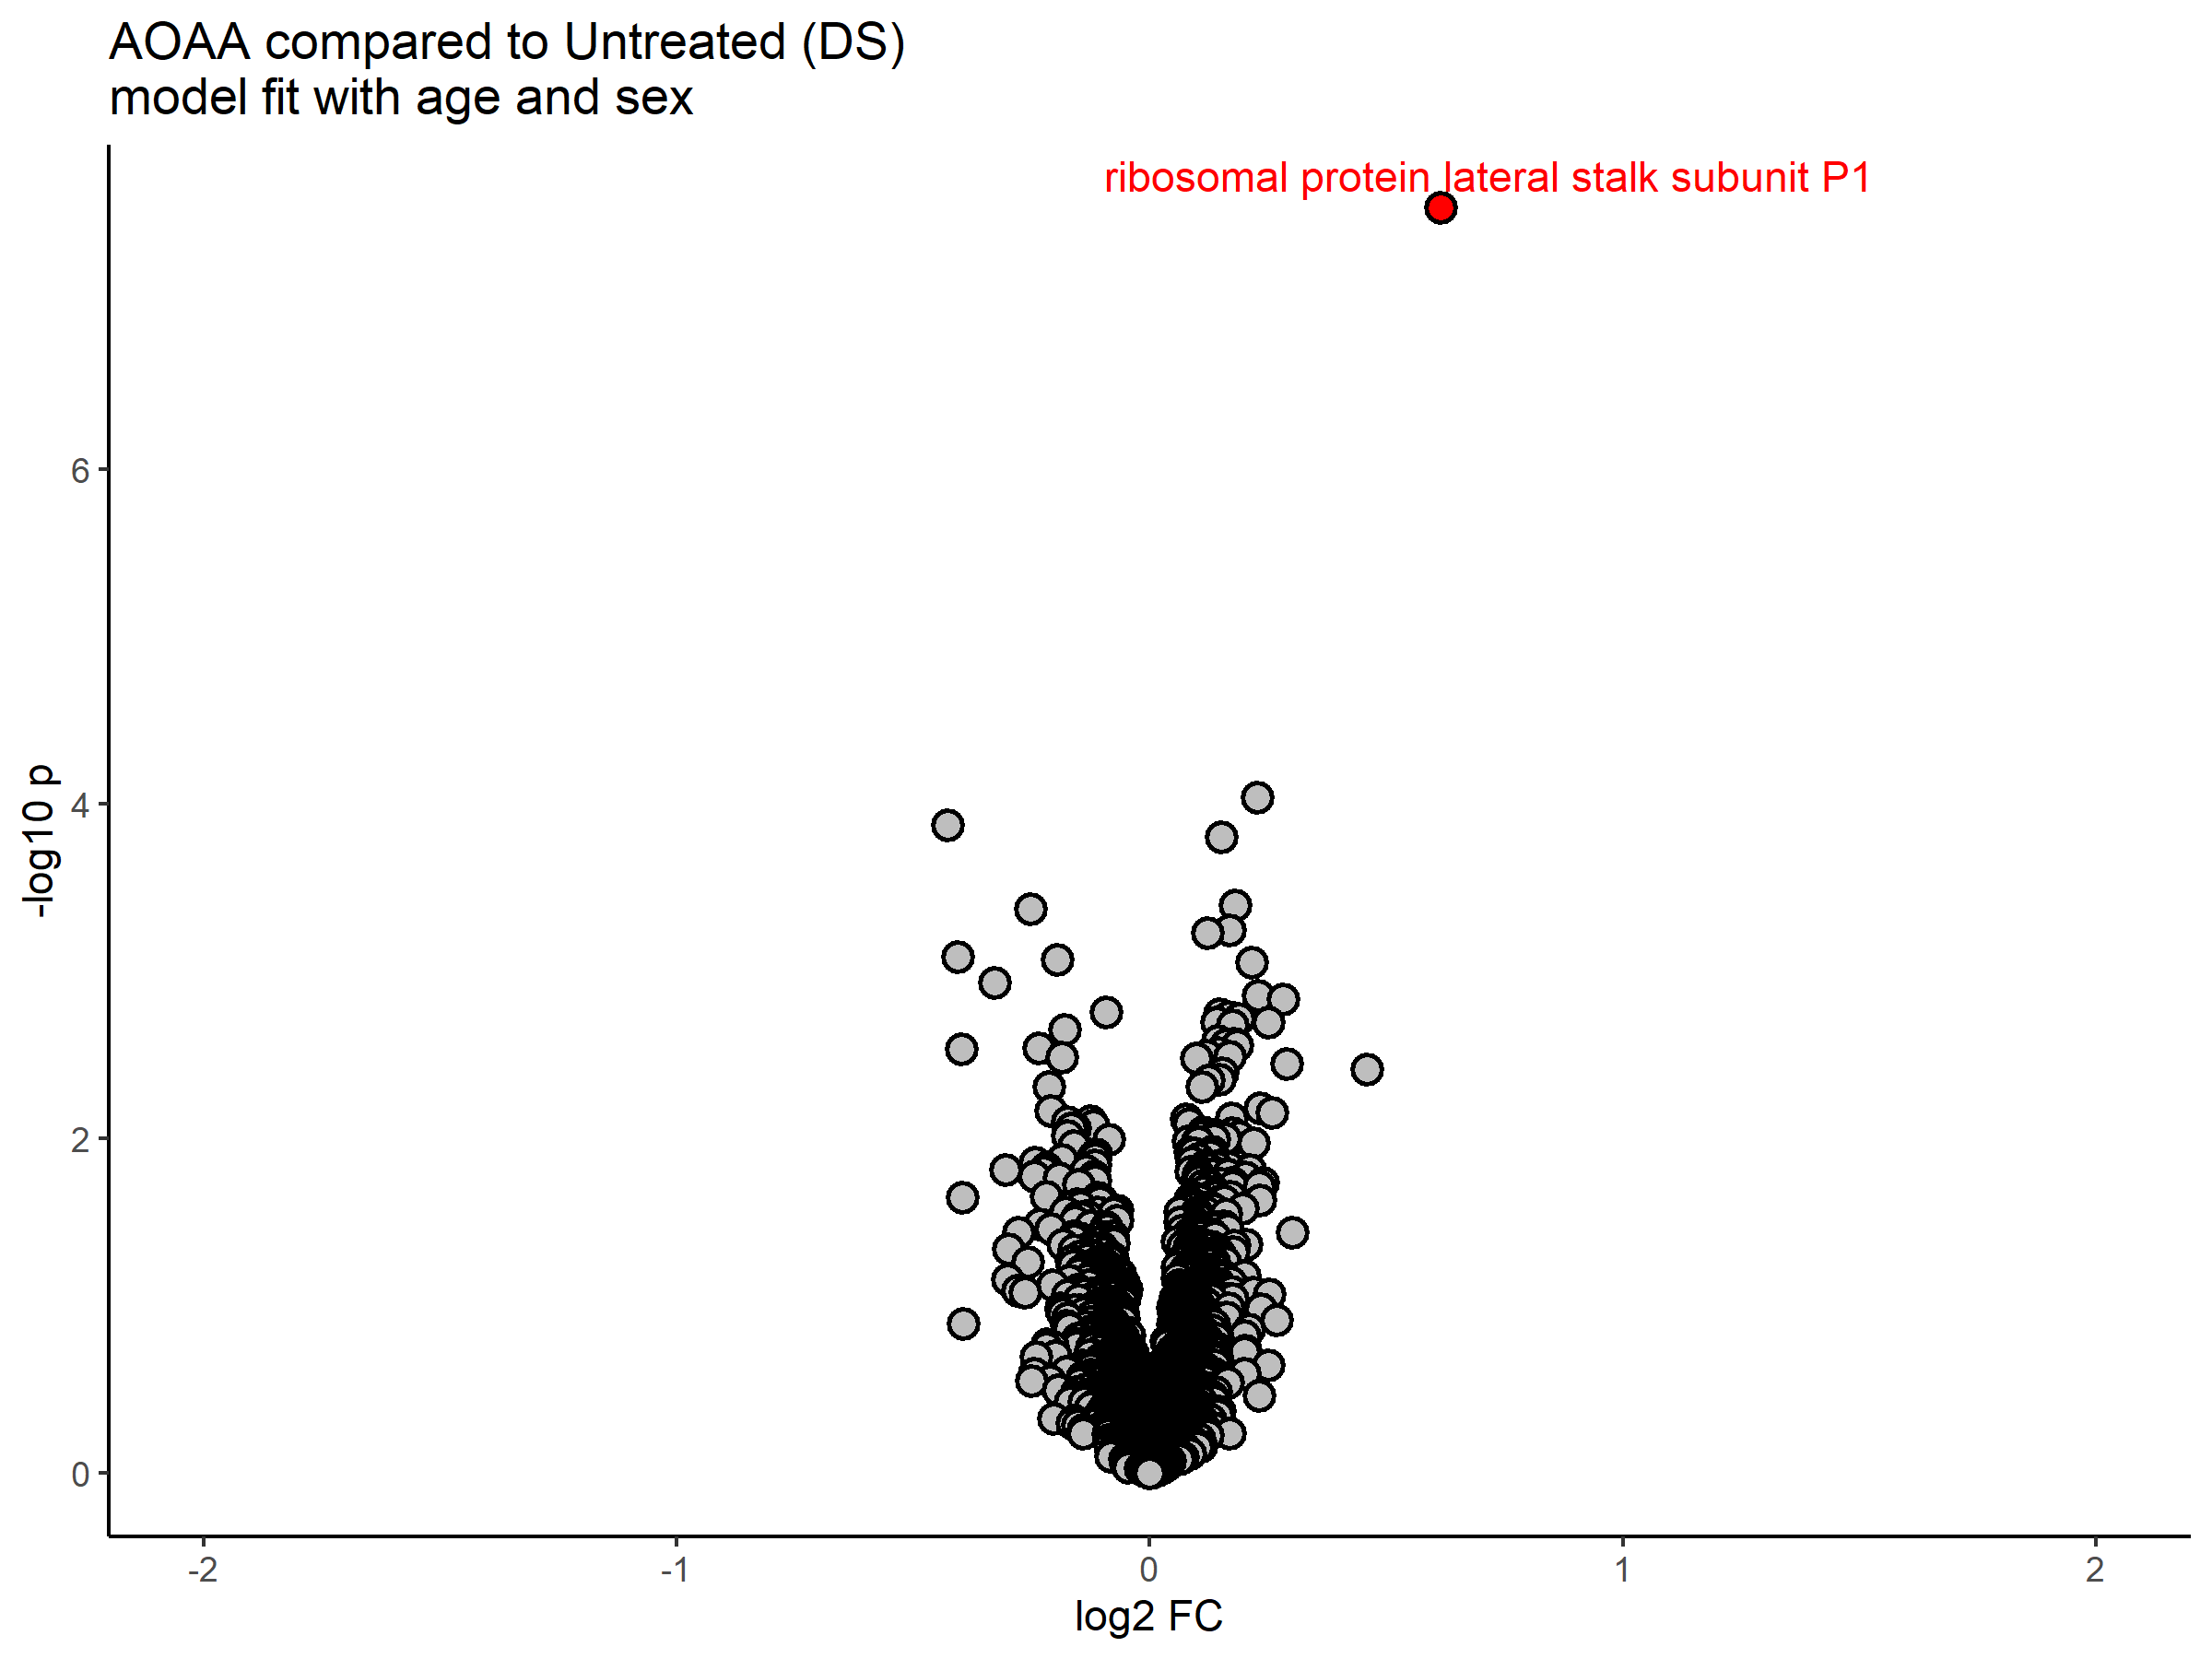 AOAA compared to Untreated (DS)
model fit with age and sex
ribosomal protein lateral stalk subunit P1
6
4
2
0
-log10 p
-2
-1
0
1
2
log2 FC